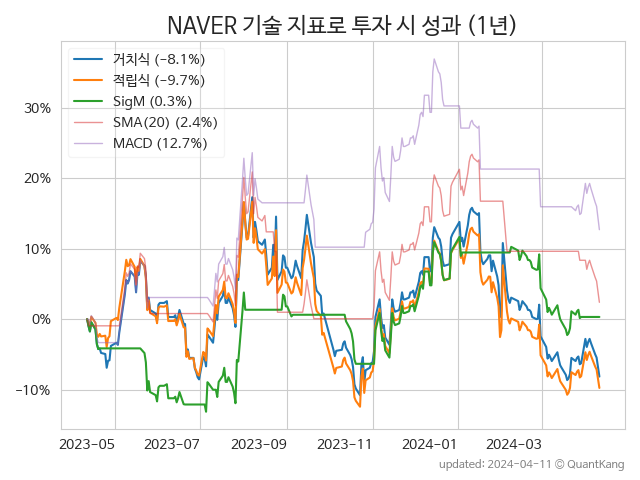 NAVER 기술 지표로 투자 시 성과 (1년)
거치식 (−8.1%)
적립식 (−9.7%)
SigM (0.3%)
SMA(20) (2.4%)
MACD (12.7%)
30%
20%
10%
0%
−10%
2023-05
2023-07
2023-09
2023-11
2024-01
2024-03
updated: 2024-04-11 © QuantKang